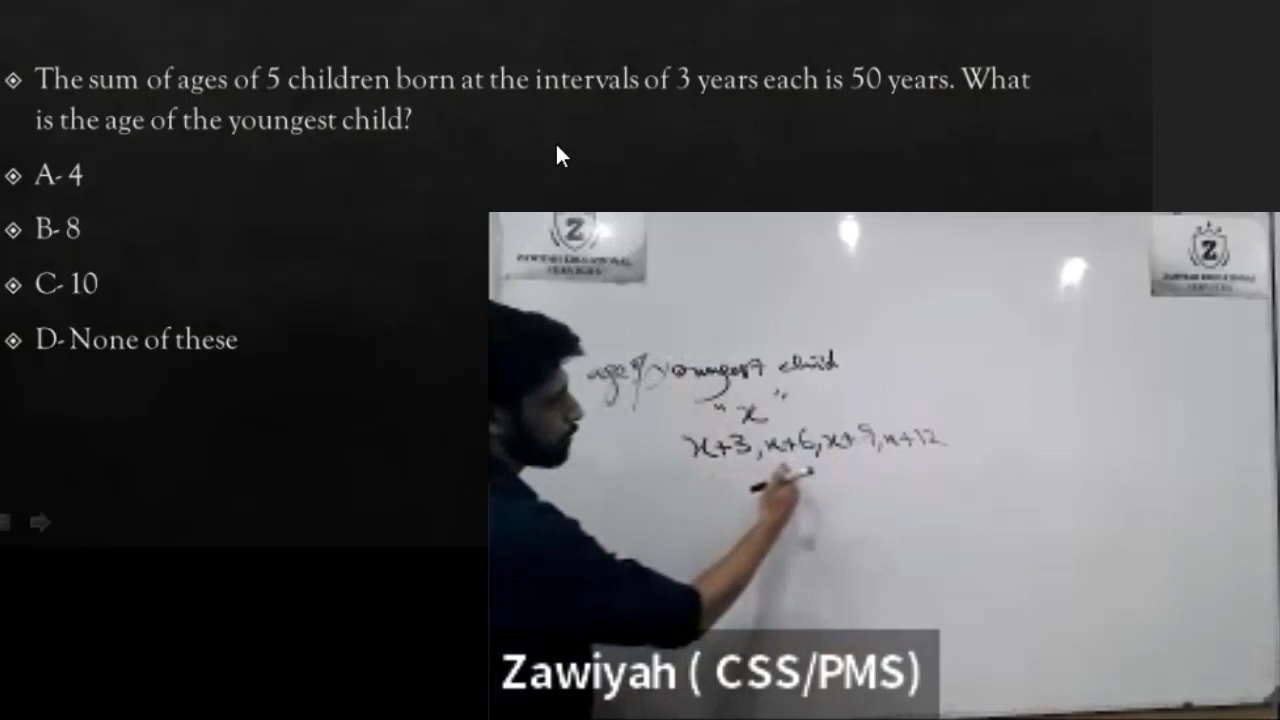 The sum of ages of 5 children born at the intervals of 3 years each is 50 years. What
is the age of the youngest child?
A- 4
B- 8
C- 10
D- None of these
Z
Z
age of youngest child
" x "
x+3, x+6, x+9, x+12
Zawiyah ( CSS/PMS)